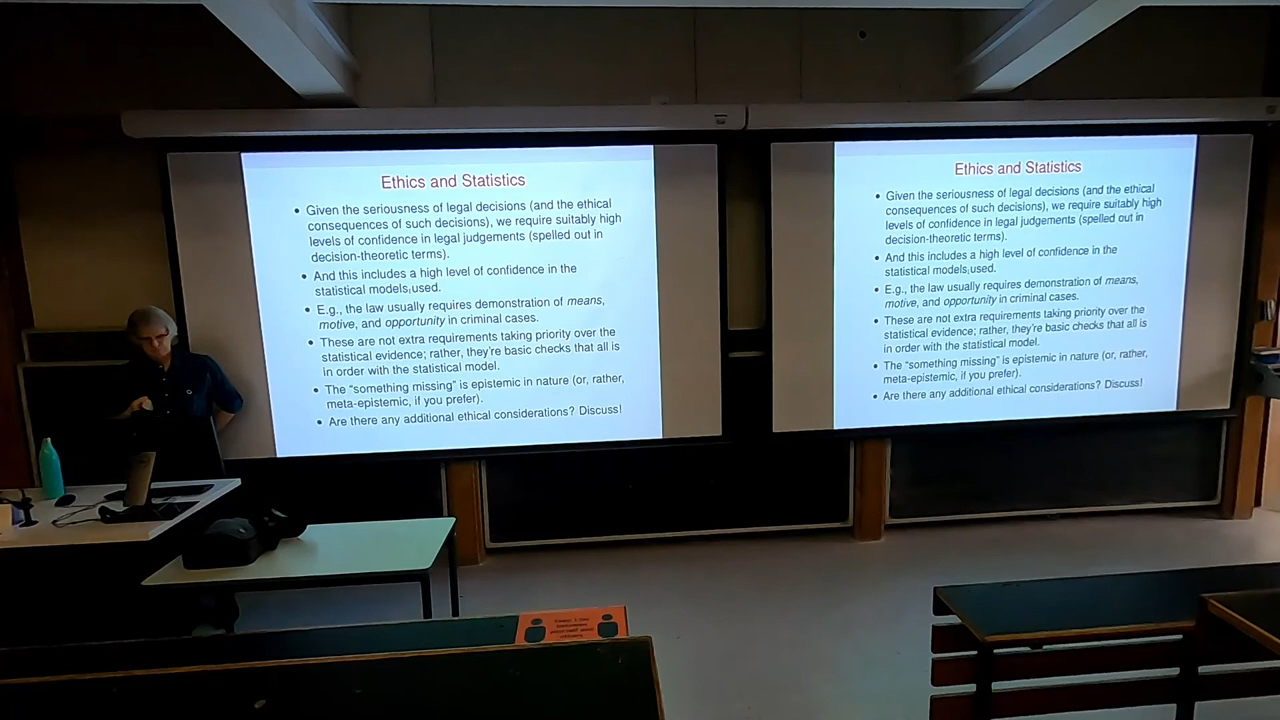 Ethics and Statistics
• Given the seriousness of legal decisions (and the ethical
consequences of such decisions), we require suitably high
levels of confidence in legal judgements (spelled out in
decision-theoretic terms).
• And this includes a high level of confidence in the
statistical models used.
• E.g., the law usually requires demonstration of means,
motive, and opportunity in criminal cases.
• These are not extra requirements taking priority over the
statistical evidence; rather, they're basic checks that all is
in order with the statistical model.
• The "something missing" is epistemic in nature (or, rather,
meta-epistemic, if you prefer).
• Are there any additional ethical considerations? Discuss!
Ethics and Statistics
• Given the seriousness of legal decisions (and the ethical
consequences of such decisions), we require suitably high
levels of confidence in legal judgements (spelled out in
decision-theoretic terms).
• And this includes a high level of confidence in the
statistical models used.
• E.g., the law usually requires demonstration of means,
motive, and opportunity in criminal cases.
• These are not extra requirements taking priority over the
statistical evidence; rather, they're basic checks that all is
in order with the statistical model.
• The "something missing" is epistemic in nature (or, rather,
meta-epistemic, if you prefer).
• Are there any additional ethical considerations? Discuss!